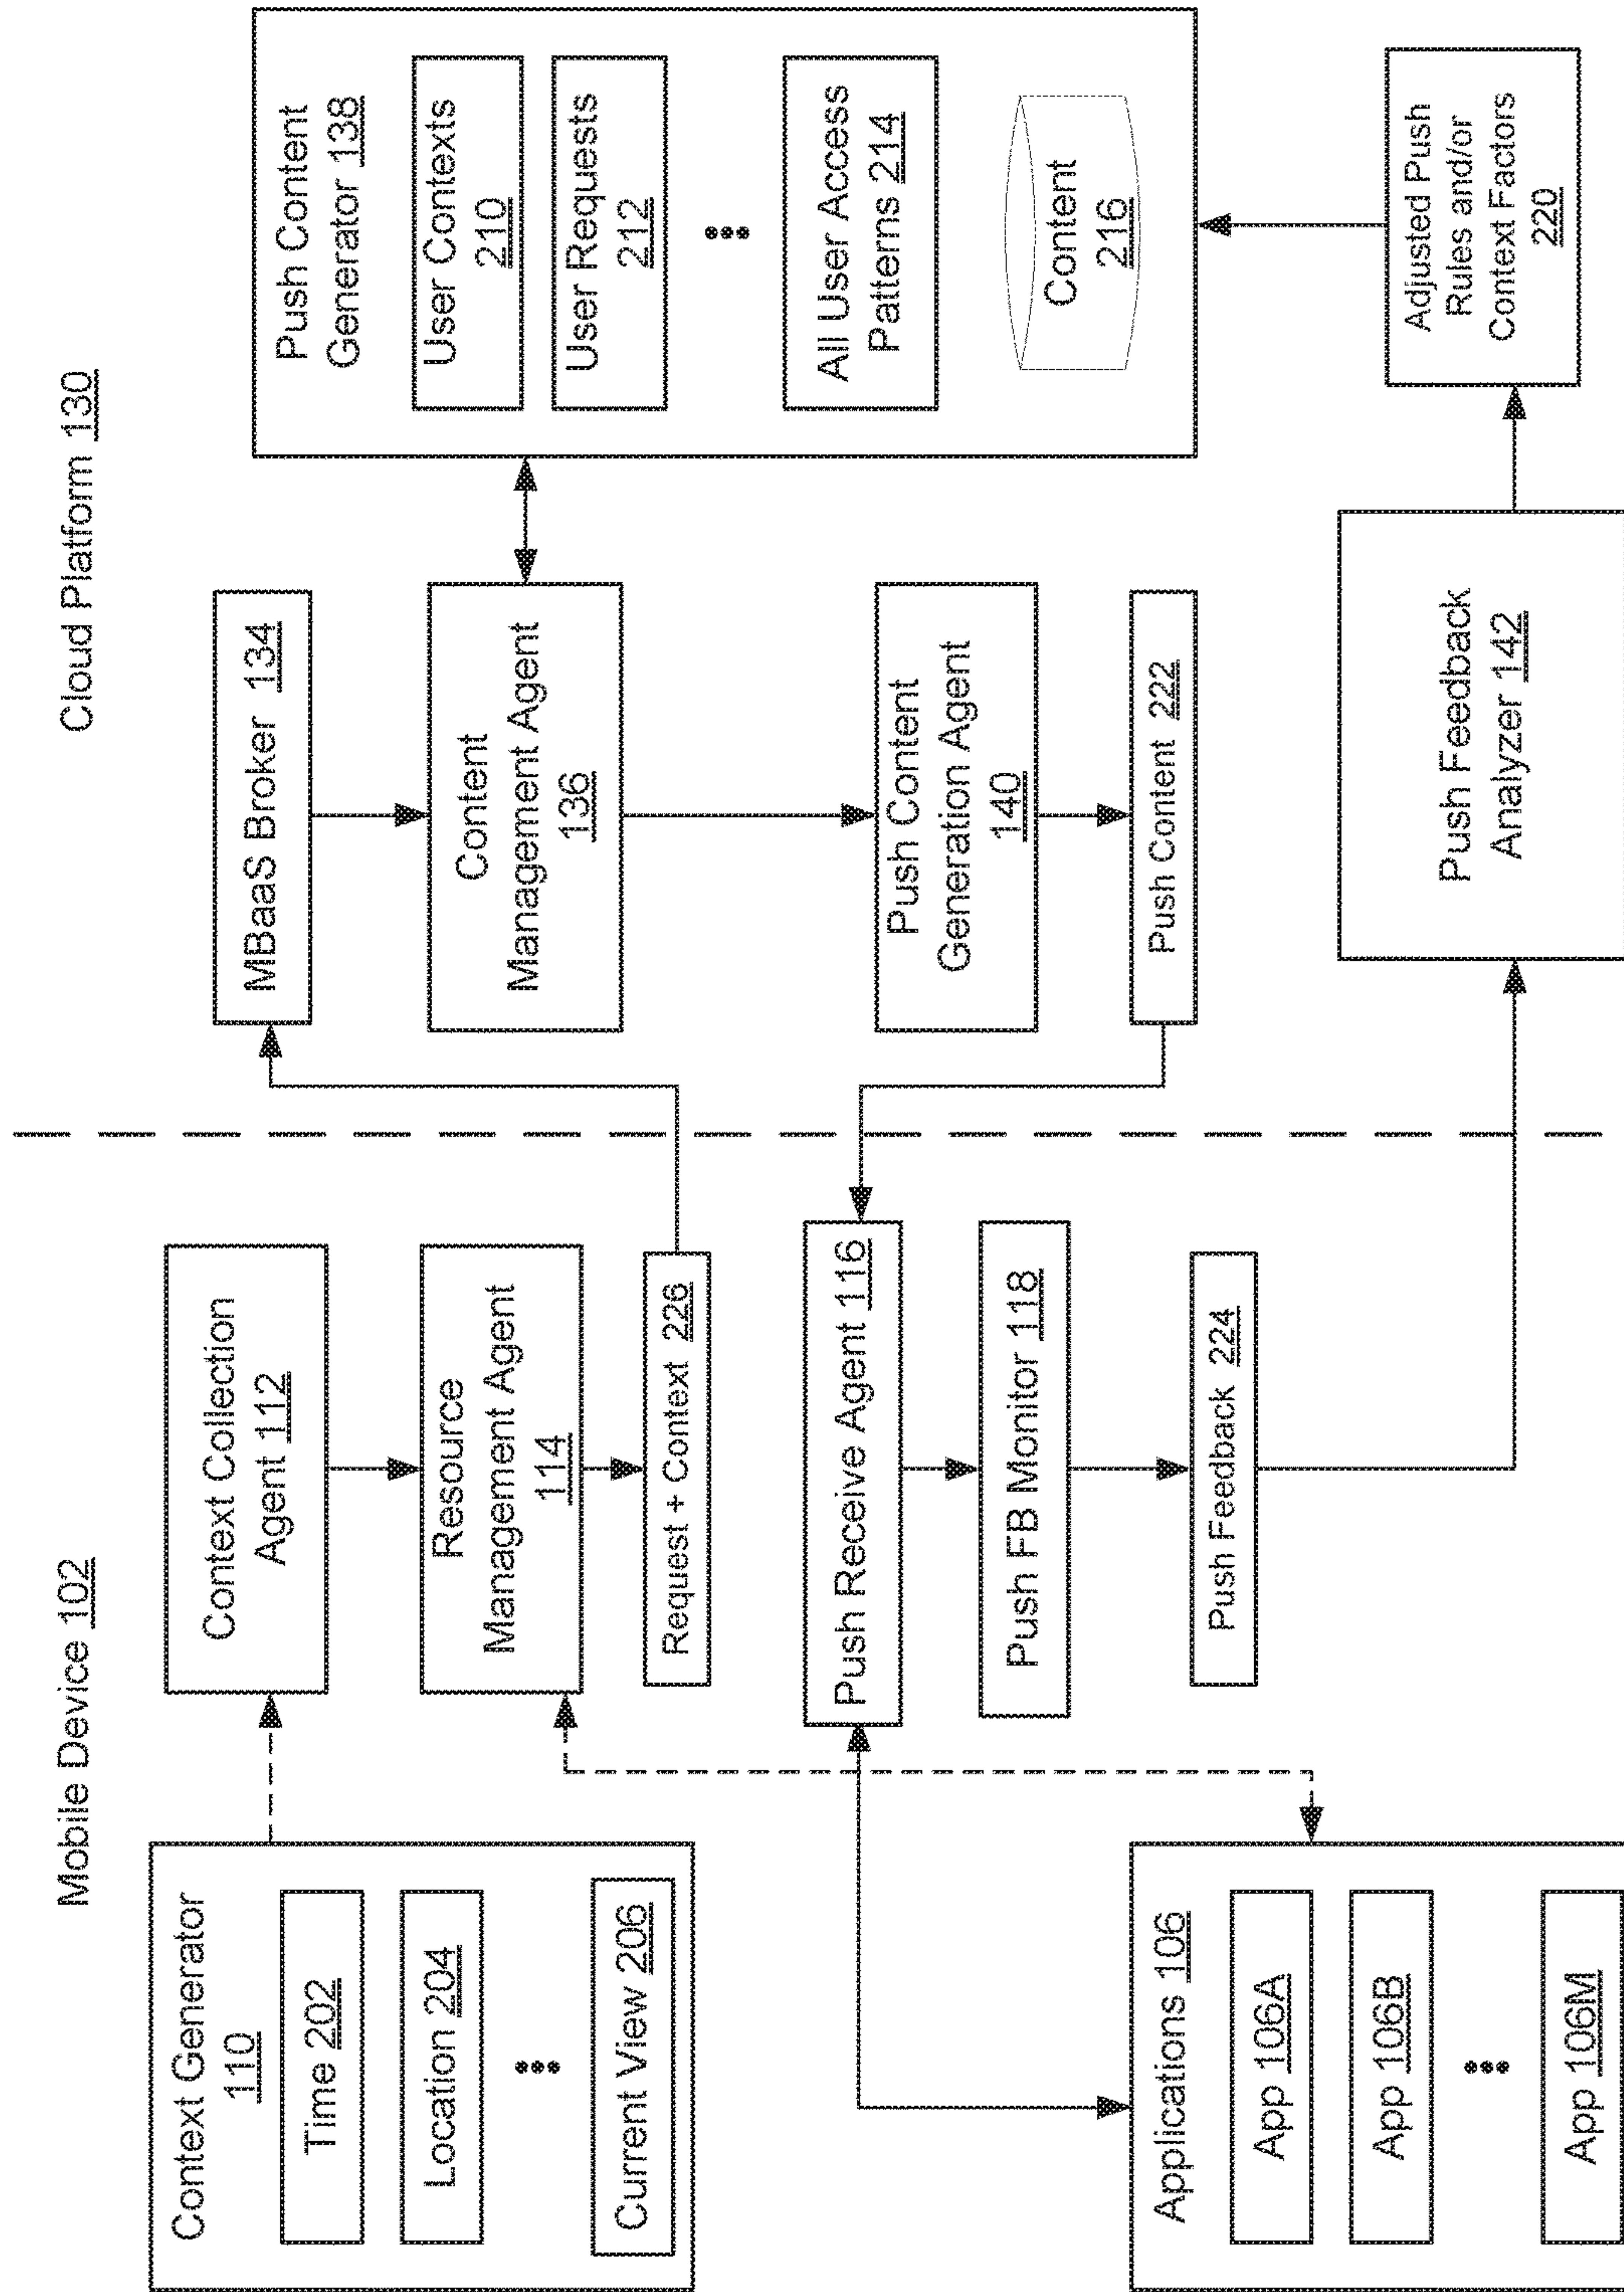 Mobile Device 102
Cloud Platform 130
Context Generator
110
Time 202
Location 204
Current View 206
Context Collection
Agent 112
Resource
Management Agent
114
Request + Context 226
MBaaS Broker 134
Content
Management Agent
136
Push Content
Generator 138
User Contexts
210
User Requests
212
All User Access
Patterns 214
Content
216
Applications 106
App 106A
App 106B
App 106M
Push Receive Agent 116
Push FB Monitor 118
Push Feedback 224
Push Content
Generation Agent
140
Push Content 222
Push Feedback
Analyzer 142
Adjusted Push
Rules and/or
Context Factors
220